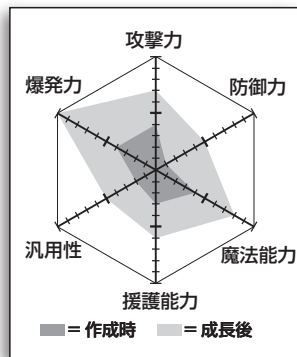 攻撃力
爆発力
防御力
汎用性
魔法能力
援護能力
= 作成時 = 成長後